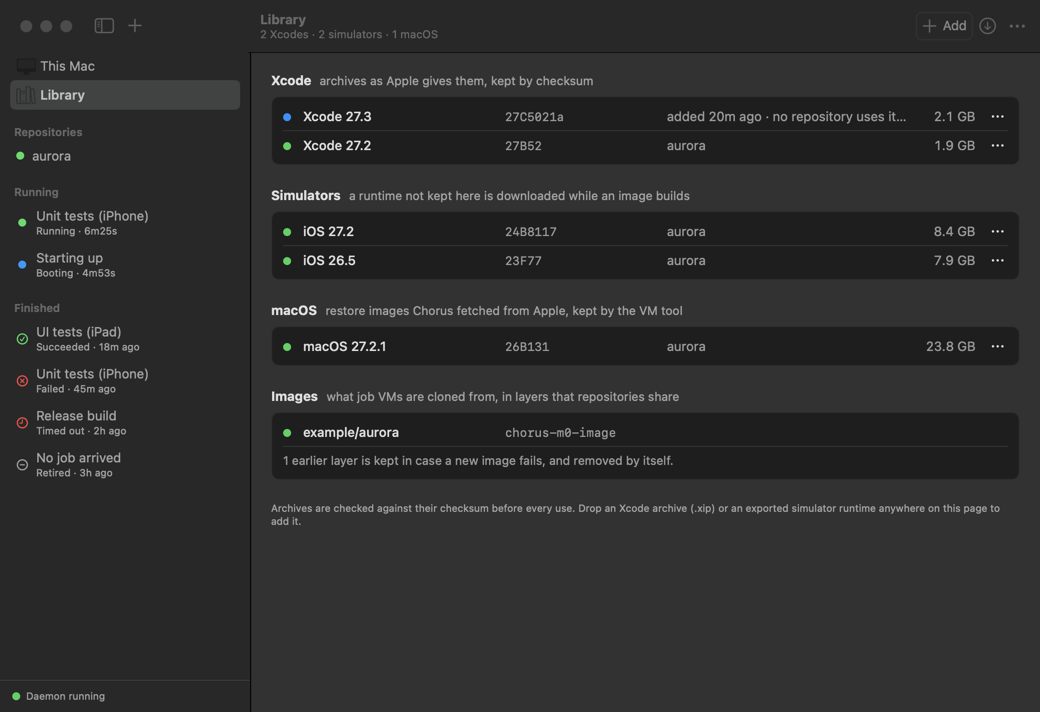 Library
2 Xcodes · 2 simulators · 1 macOS
Add
This Mac
Library
Repositories
aurora
Running
Unit tests (iPhone)
Running · 6m25s
Starting up
Booting · 4m53s
Finished
UI tests (iPad)
Succeeded · 18m ago
Unit tests (iPhone)
Failed · 45m ago
Release build
Timed out · 2h ago
No job arrived
Retired · 3h ago
Daemon running
Xcode archives as Apple gives them, kept by checksum
Xcode 27.3 27C5021a added 20m ago · no repository uses it… 2.1 GB
Xcode 27.2 27B52 aurora 1.9 GB
Simulators a runtime not kept here is downloaded while an image builds
iOS 27.2 24B8117 aurora 8.4 GB
iOS 26.5 23F77 aurora 7.9 GB
macOS restore images Chorus fetched from Apple, kept by the VM tool
macOS 27.2.1 26B131 aurora 23.8 GB
Images what job VMs are cloned from, in layers that repositories share
example/aurora chorus-m0-image
1 earlier layer is kept in case a new image fails, and removed by itself.
Archives are checked against their checksum before every use. Drop an Xcode archive (.xip) or an exported simulator runtime anywhere on this page to
add it.